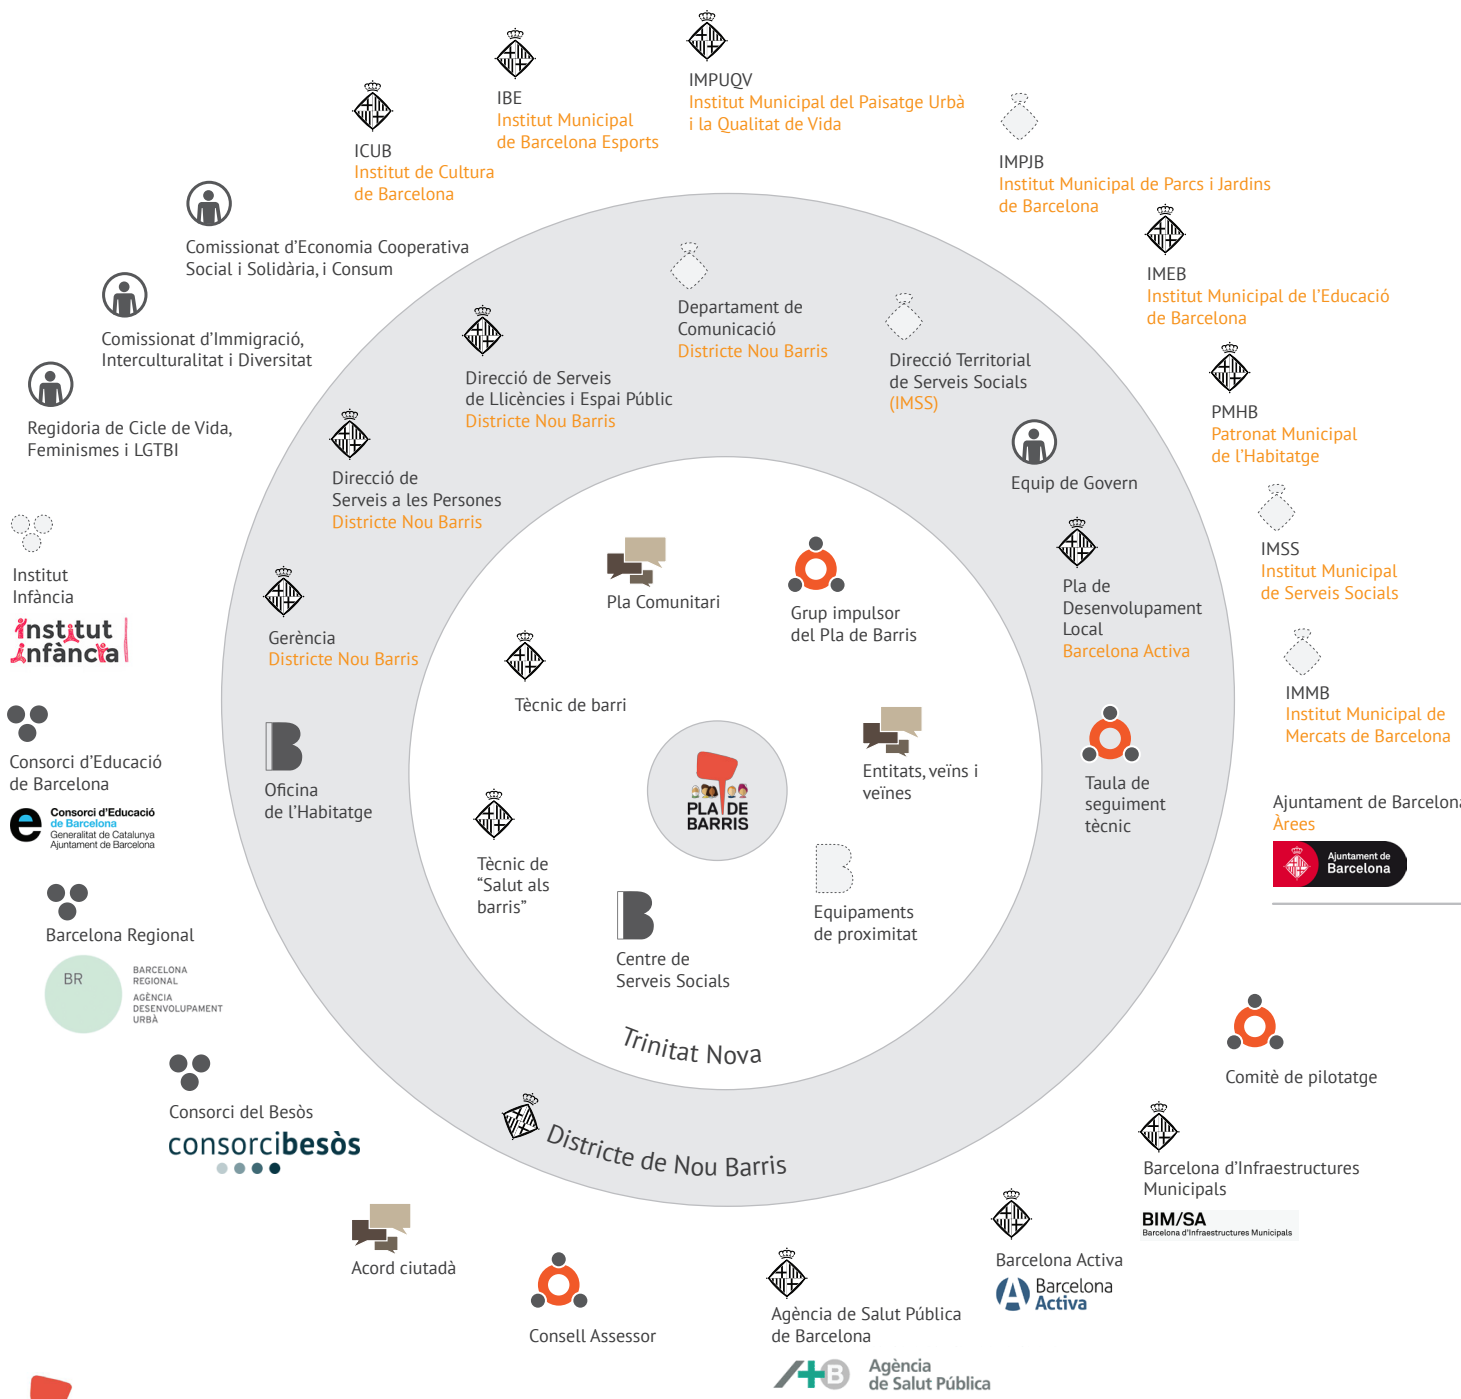 IMPUQV
Institut Municipal del Paisatge Urbà
i la Qualitat de Vida
IBE
Institut Municipal
de Barcelona Esports
ICUB
Institut de Cultura
de Barcelona
IMPJB
Institut Municipal de Parcs i Jardins
de Barcelona
Comissionat d'Economia Cooperativa
Social i Solidària, i Consum
IMEB
Institut Municipal de l'Educació
de Barcelona
Comissionat d'Immigració,
Interculturalitat i Diversitat
PMHB
Patronat Municipal
de l'Habitatge
Regidoria de Cicle de Vida,
Feminismes i LGTBI
IMSS
Institut Municipal
de Serveis Socials
Institut
Infància
Institut
infància
IMMB
Institut Municipal de
Mercats de Barcelona
Consorci d'Educació
de Barcelona
e
Consorci d'Educació
de Barcelona
Generalitat de Catalunya
Ajuntament de Barcelona
Ajuntament de Barcelona
Àrees
Ajuntament de
Barcelona
Barcelona Regional
BR
BARCELONA
REGIONAL
AGÈNCIA
DESENVOLUPAMENT
URBÀ
Consorci del Besòs
consorcibesòs
Acord ciutadà
Consell Assessor
Agència de Salut Pública
de Barcelona
B
Agència
de Salut Pública
Barcelona Activa
Barcelona
Activa
Barcelona d'Infraestructures
Municipals
BIM/SA
Barcelona d'Infraestructures Municipals
Comitè de pilotatge
Departament de
Comunicació
Districte Nou Barris
Direcció Territorial
de Serveis Socials
(IMSS)
Direcció de Serveis
de Llicències i Espai Públic
Districte Nou Barris
Direcció de
Serveis a les Persones
Districte Nou Barris
Equip de Govern
Gerència
Districte Nou Barris
Pla de
Desenvolupament
Local
Barcelona Activa
B
Oficina
de l'Habitatge
Taula de
seguiment
tècnic
Districte de Nou Barris
Pla Comunitari
Grup impulsor
del Pla de Barris
Tècnic de barri
Entitats, veïns i
veïnes
PLA DE
BARRIS
Tècnic de
“Salut als
barris”
B
Equipaments
de proximitat
B
Centre de
Serveis Socials
Trinitat Nova